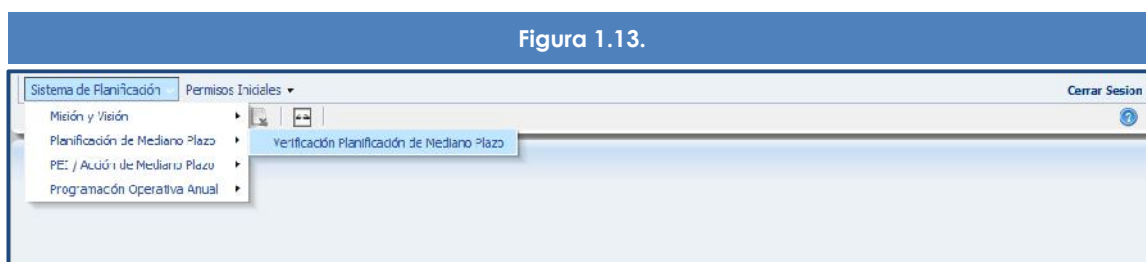 Figura 1.13.
Sistema de Planificación Permisos Iniciales Cerrar Sesion
Misión y Visión
Planificación de Mediano Plazo Verificación Planificación de Mediano Plazo
PEI / Acción de Mediano Plazo
Programación Operativa Anual